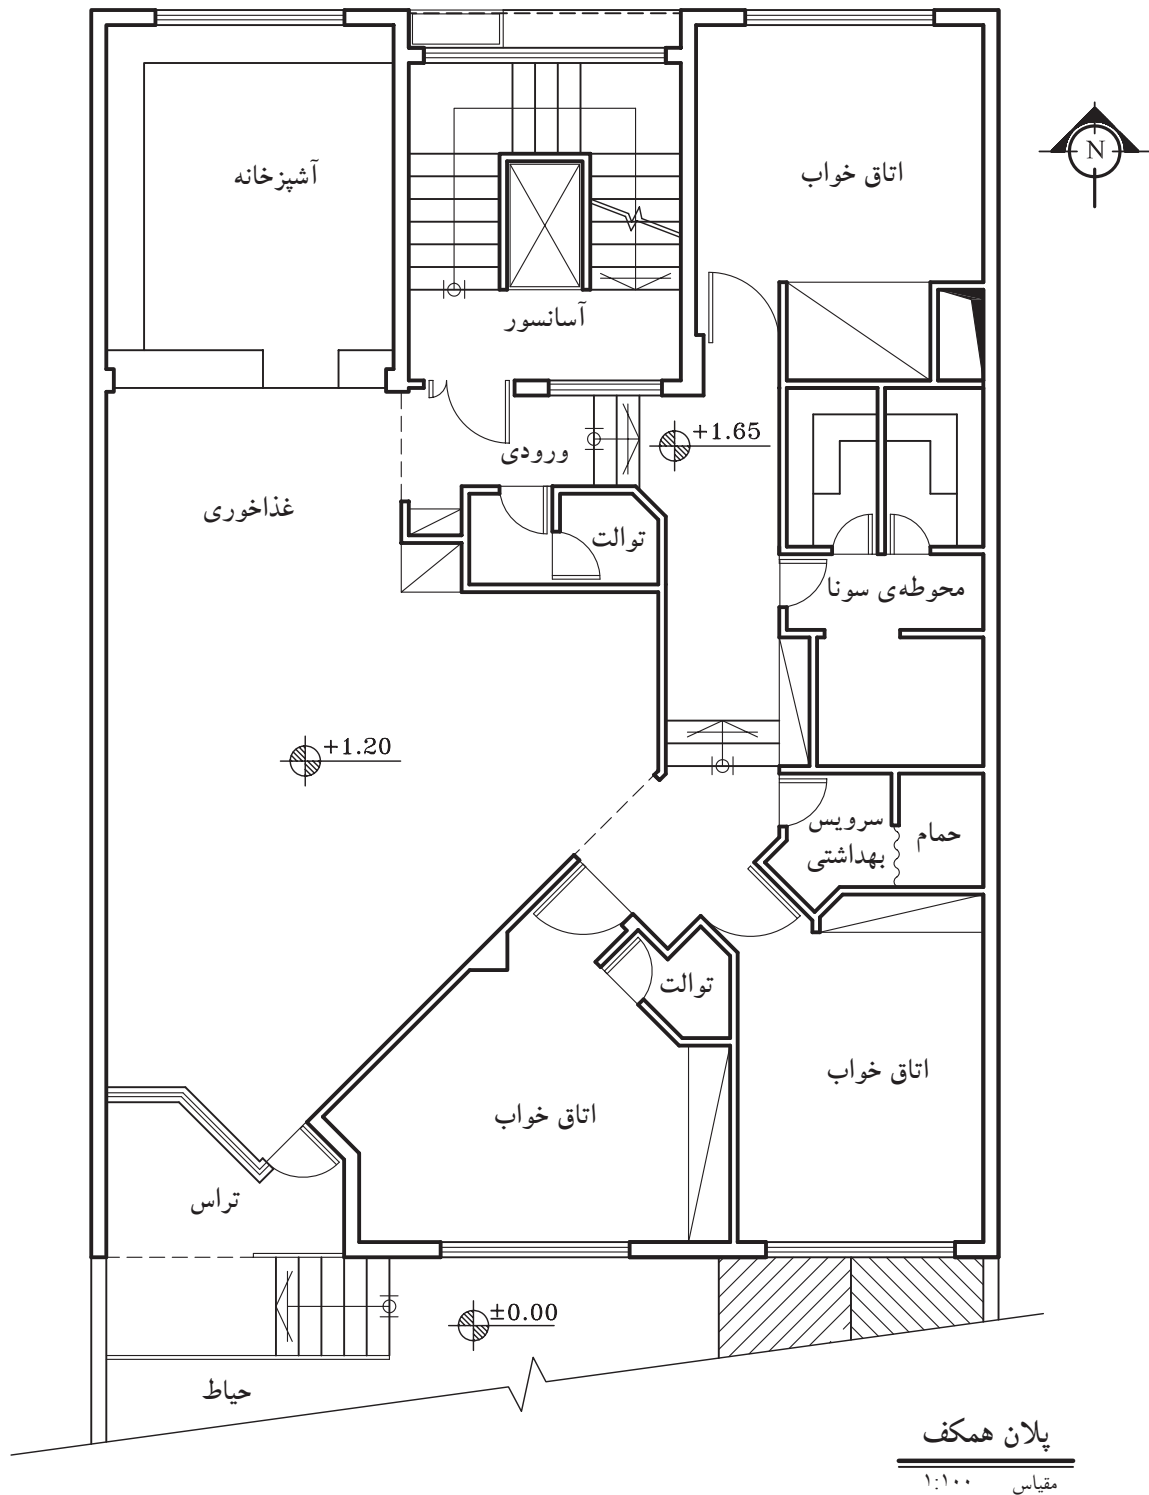 آشپزخانه
اتاق خواب
N
آسانسور
ورودی
+1.65
غذاخوری
توالت
محوطه‌ی سونا
+1.20
سرویس
بهداشتی
حمام
توالت
اتاق خواب
اتاق خواب
تراس
±0.00
حیاط
پلان همکف
مقیاس ۱:۱۰۰